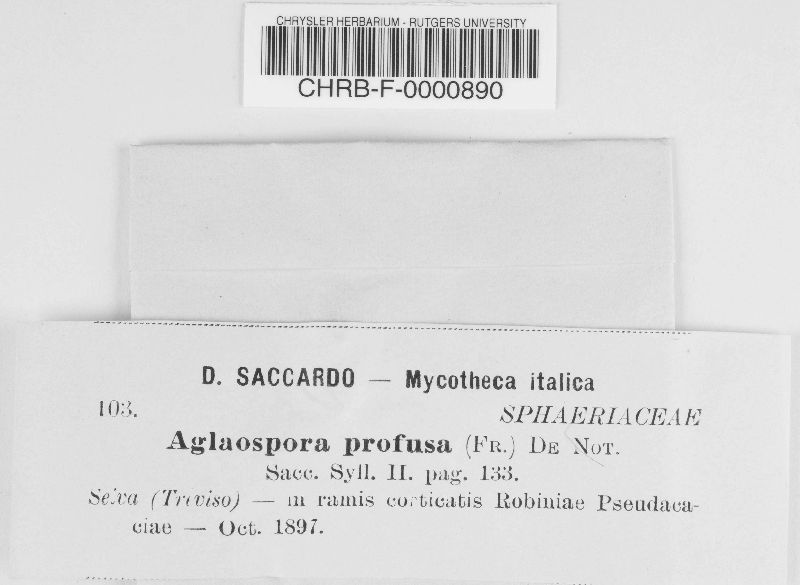 CHRYSLER HERBARIUM - RUTGERS UNIVERSITY
CHRB-F-0000890
D. SACCARDO — Mycotheca italica
103.
SPHAERIACEAE
Aglaospora profusa (FR.) DE NOT.
Sacc. Syll. II. pag. 133.
Selva (Treviso) — in ramis corticatis Robiniae Pseudaca-
ciae — Oct. 1897.